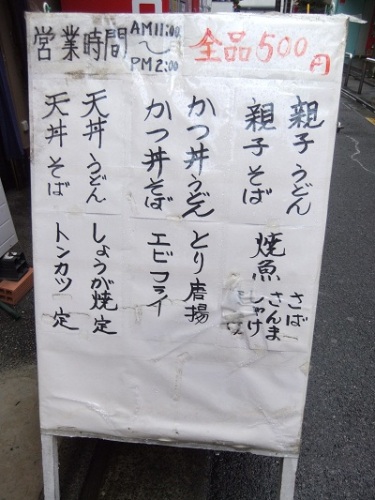 営業時間 AM11:00
〜
PM2:00
全品500円
親子うどん
親子そば
かつ丼うどん
かつ丼そば
天丼うどん
天丼そば
焼魚
さば
さんま
しゃけ
とり唐揚
エビフライ
しょうが焼定
トンカツ定